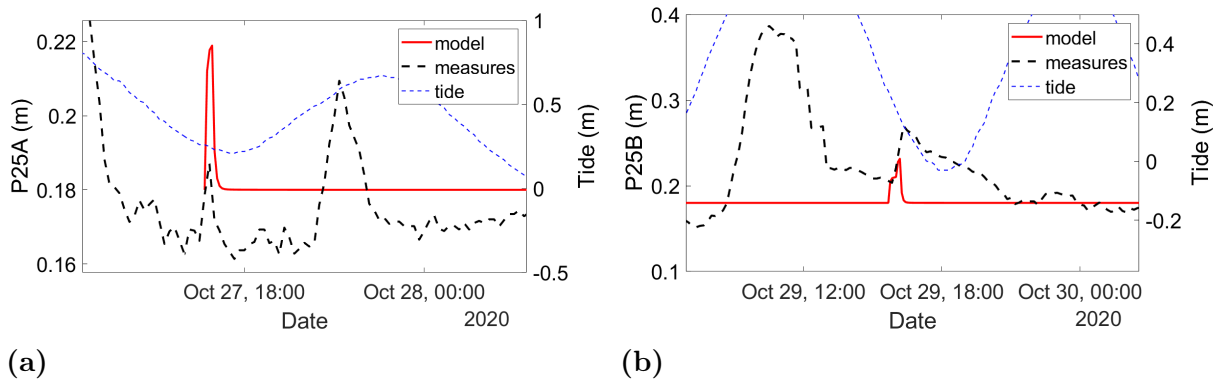 P25A (m)
0.22
0.2
0.18
0.16
1
0.5
0
-0.5
Tide (m)
model
measures
tide
Oct 27, 18:00
Oct 28, 00:00
Date
2020
(a)
P25B (m)
0.4
0.3
0.2
0.1
0.4
0.2
0
-0.2
Tide (m)
model
measures
tide
Oct 29, 12:00
Oct 29, 18:00
Oct 30, 00:00
Date
2020
(b)